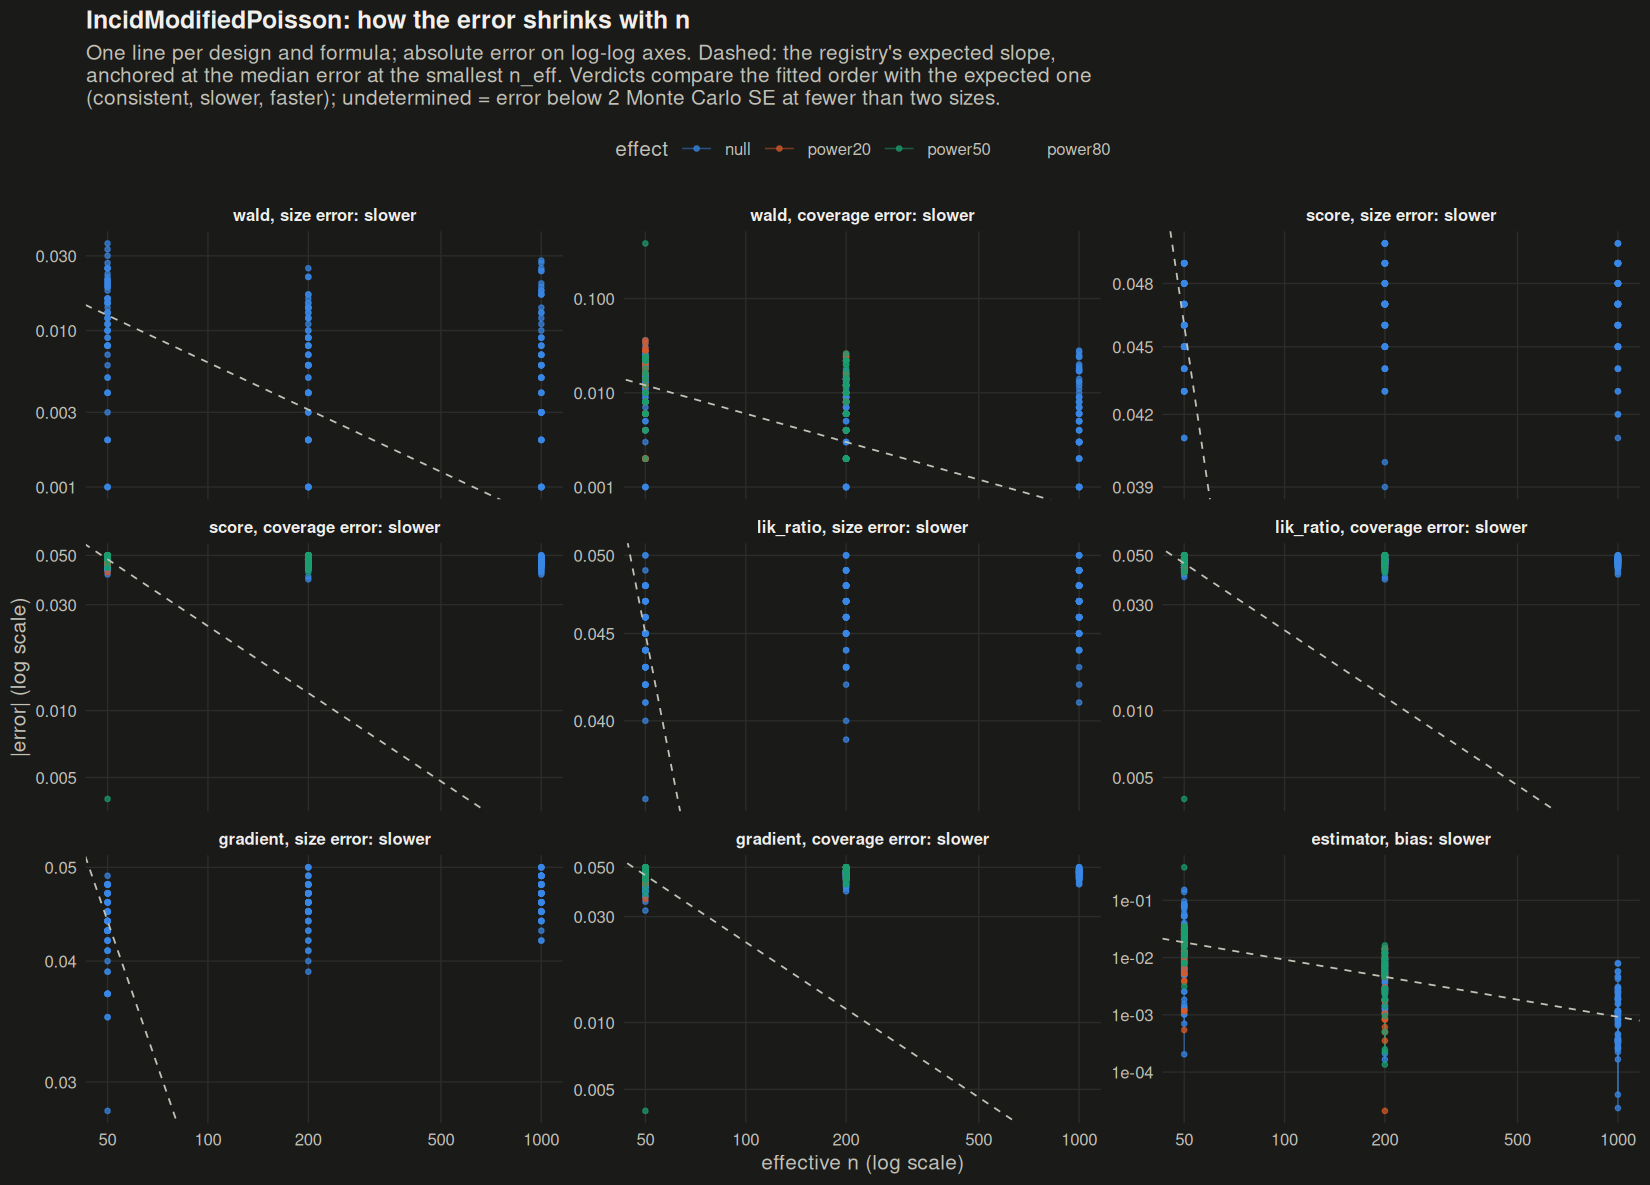 IncidModifiedPoisson: how the error shrinks with n
One line per design and formula; absolute error on log-log axes. Dashed: the registry's expected slope,
anchored at the median error at the smallest n_eff. Verdicts compare the fitted order with the expected one
(consistent, slower, faster); undetermined = error below 2 Monte Carlo SE at fewer than two sizes.
effect null power20 power50 power80
wald, size error: slower
0.030
0.010
0.003
0.001
wald, coverage error: slower
0.100
0.010
0.001
score, size error: slower
0.048
0.045
0.042
0.039
score, coverage error: slower
0.050
0.030
0.010
0.005
lik_ratio, size error: slower
0.050
0.045
0.040
lik_ratio, coverage error: slower
0.050
0.030
0.010
0.005
gradient, size error: slower
0.05
0.04
0.03
50 100 200 500 1000
gradient, coverage error: slower
0.050
0.030
0.010
0.005
50 100 200 500 1000
estimator, bias: slower
1e-01
1e-02
1e-03
1e-04
50 100 200 500 1000
|error| (log scale)
effective n (log scale)